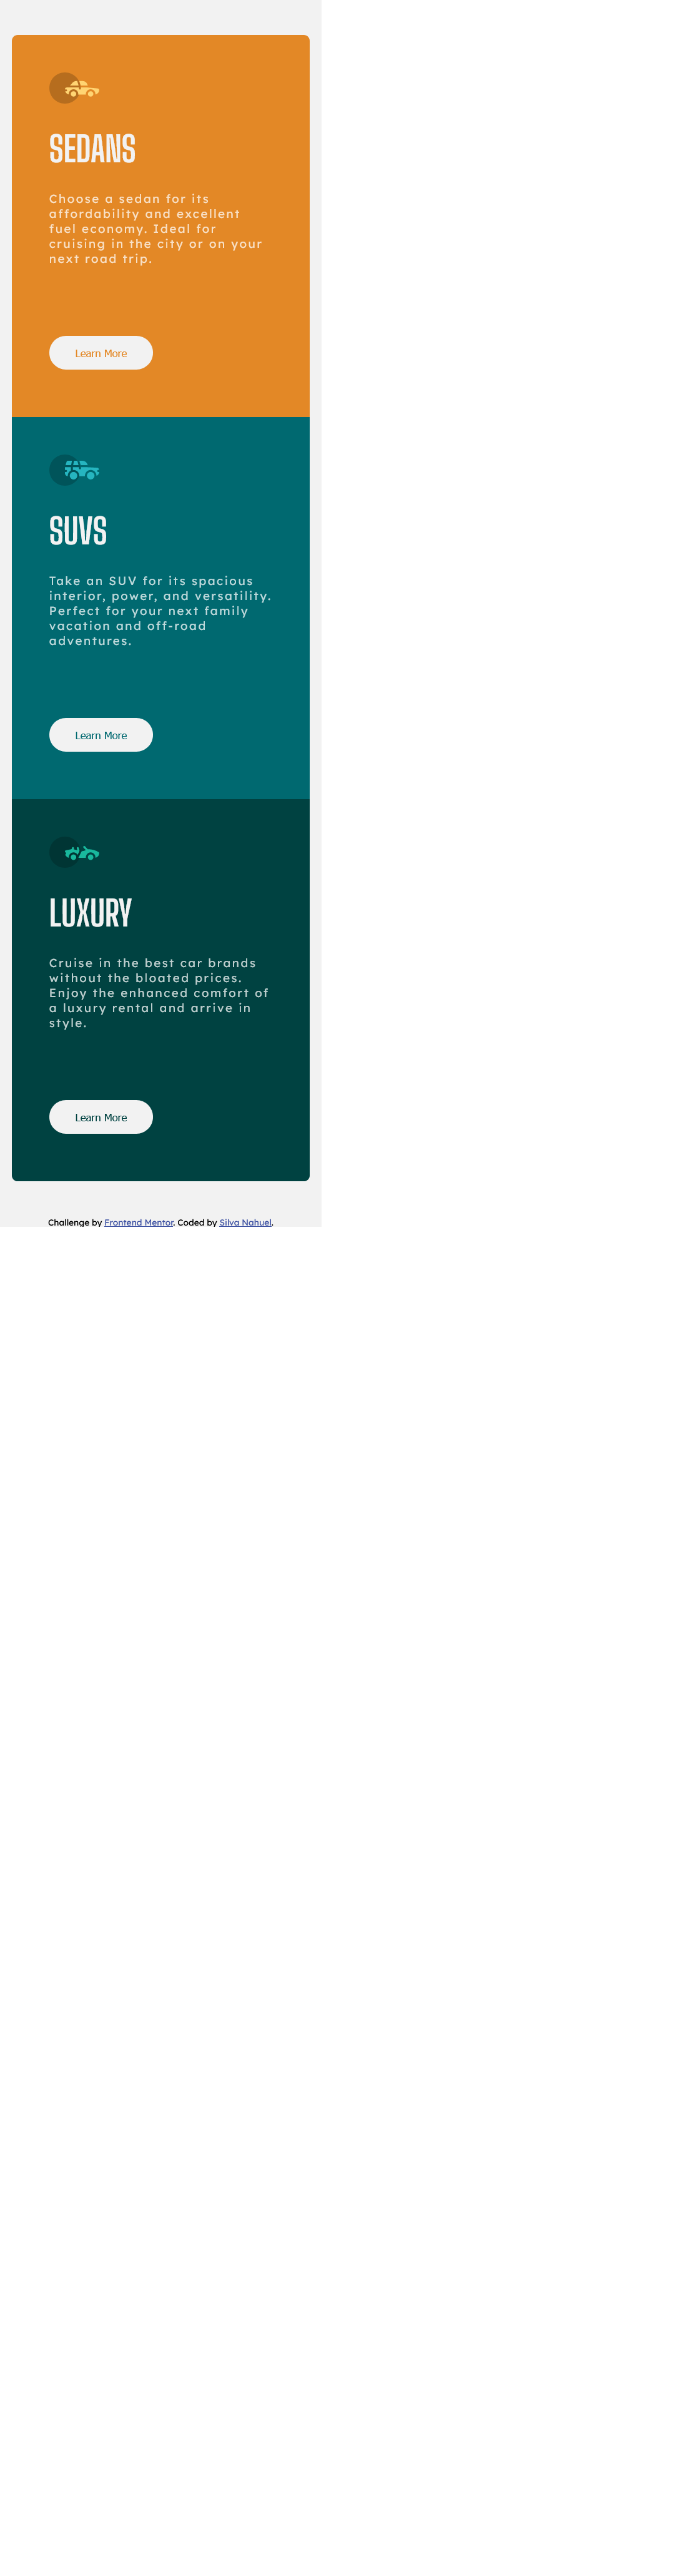 SEDANS
Choose a sedan for its
affordability and excellent
fuel economy. Ideal for
cruising in the city or on your
next road trip.
Learn More
SUVS
Take an SUV for its spacious
interior, power, and versatility.
Perfect for your next family
vacation and off-road
adventures.
Learn More
LUXURY
Cruise in the best car brands
without the bloated prices.
Enjoy the enhanced comfort of
a luxury rental and arrive in
style.
Learn More
Challenge by Frontend Mentor. Coded by Silva Nahuel.